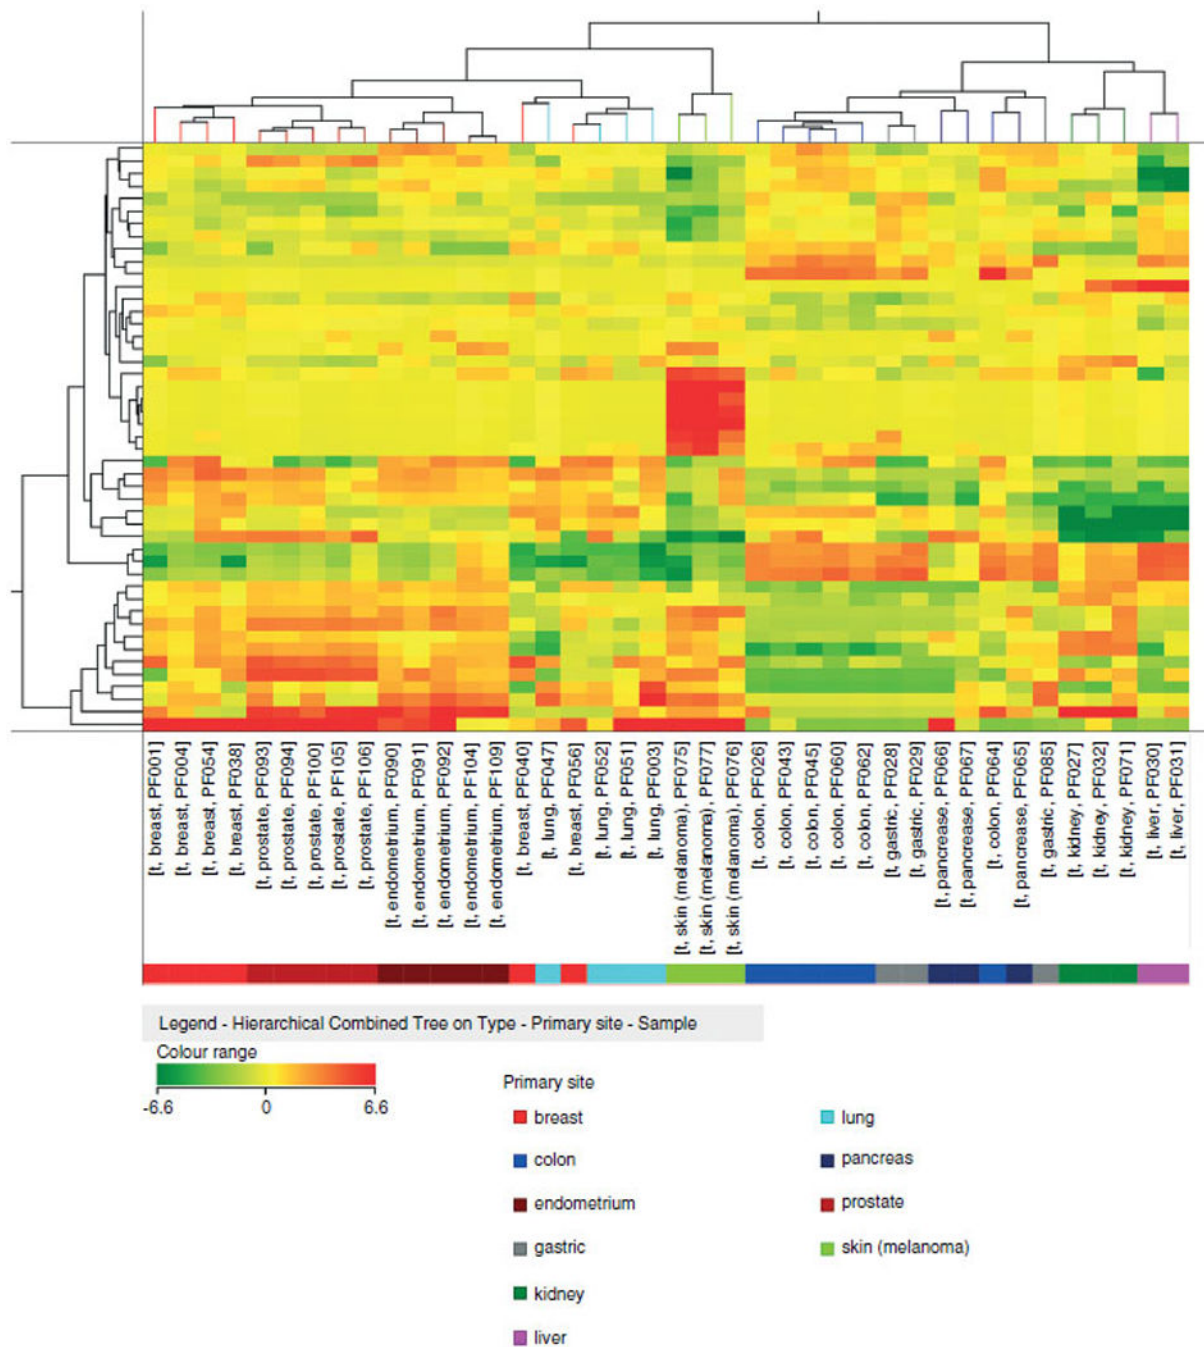 [t, breast, PF001]
[t, breast, PF004]
[t, breast, PF054]
[t, breast, PF038]
[t, prostate, PF093]
[t, prostate, PF094]
[t, prostate, PF100]
[t, prostate, PF105]
[t, prostate, PF106]
[t, endometrium, PF090]
[t, endometrium, PF091]
[t, endometrium, PF092]
[t, endometrium, PF104]
[t, endometrium, PF109]
[t, breast, PF040]
[t, lung, PF047]
[t, breast, PF056]
[t, lung, PF052]
[t, lung, PF051]
[t, lung, PF003]
[t, skin (melanoma), PF075]
[t, skin (melanoma), PF077]
[t, skin (melanoma), PF076]
[t, colon, PF026]
[t, colon, PF043]
[t, colon, PF045]
[t, colon, PF060]
[t, colon, PF062]
[t, gastric, PF028]
[t, gastric, PF029]
[t, pancrease, PF066]
[t, pancrease, PF067]
[t, colon, PF064]
[t, pancrease, PF065]
[t, gastric, PF085]
[t, kidney, PF027]
[t, kidney, PF032]
[t, kidney, PF071]
[t, liver, PF030]
[t, liver, PF031]
Legend - Hierarchical Combined Tree on Type - Primary site - Sample
Colour range
-6.6 0 6.6
Primary site
breast
lung
colon
pancreas
endometrium
prostate
gastric
skin (melanoma)
kidney
liver